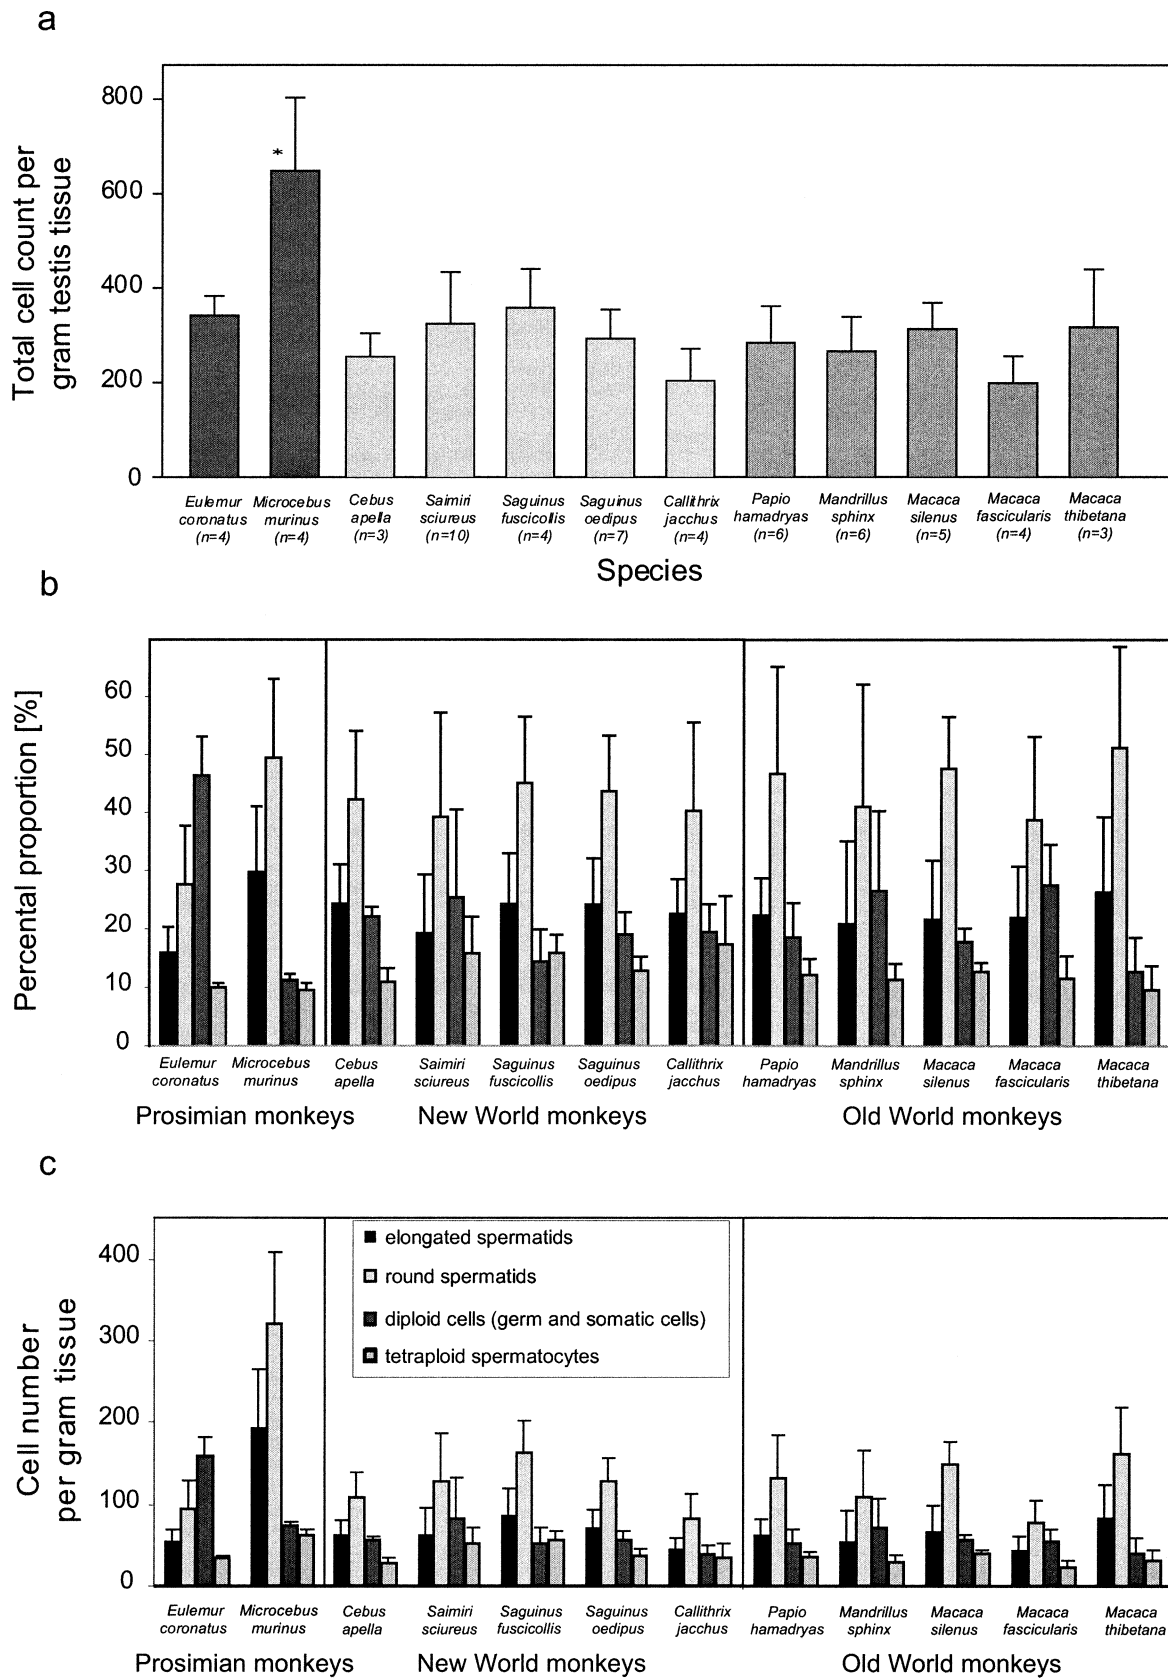 a
Total cell count per
gram testis tissue
800
600
400
200
0
*
Eulemur Microcebus Cebus Saimiri Saguinus Saguinus Callithrix Papio Mandrillus Macaca Macaca Macaca
coronatus murinus apella sciureus fuscicollis oedipus jacchus hamadryas sphinx silenus fascicularis thibetana
(n=4) (n=4) (n=3) (n=10) (n=4) (n=7) (n=4) (n=6) (n=6) (n=5) (n=4) (n=3)
Species
b
Percental proportion [%]
60
50
40
30
20
10
0
Eulemur Microcebus Cebus Saimiri Saguinus Saguinus Callithrix Papio Mandrillus Macaca Macaca Macaca
coronatus murinus apella sciureus fuscicollis oedipus jacchus hamadryas sphinx silenus fascicularis thibetana
Prosimian monkeys New World monkeys Old World monkeys
c
Cell number
per gram tissue
400
300
200
100
0
elongated spermatids
round spermatids
diploid cells (germ and somatic cells)
tetraploid spermatocytes
Eulemur Microcebus Cebus Saimiri Saguinus Saguinus Callithrix Papio Mandrillus Macaca Macaca Macaca
coronatus murinus apella sciureus fuscicollis oedipus jacchus hamadryas sphinx silenus fascicularis thibetana
Prosimian monkeys New World monkeys Old World monkeys